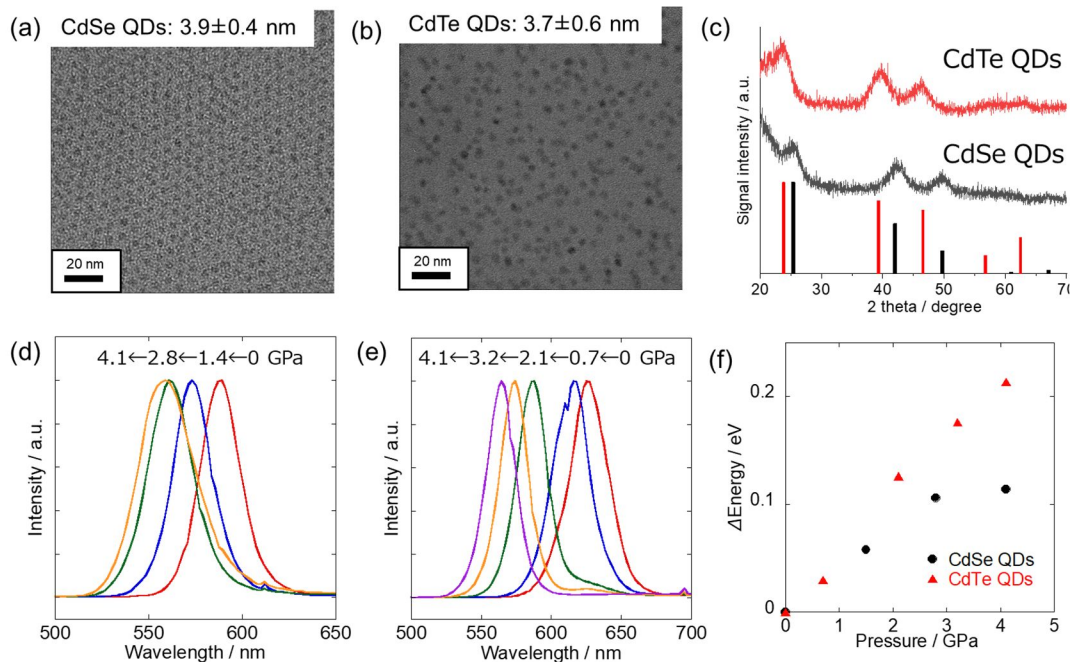 (a) CdSe QDs: 3.9±0.4 nm
20 nm
(b) CdTe QDs: 3.7±0.6 nm
20 nm
(c)
CdTe QDs
CdSe QDs
Signal intensity / a.u.
20 30 40 50 60 70
2 theta / degree
(d)
4.1←2.8←1.4←0 GPa
Intensity / a.u.
500 550 600 650
Wavelength / nm
(e)
4.1←3.2←2.1←0.7←0 GPa
Intensity / a.u.
500 550 600 650 700
Wavelength / nm
(f)
ΔEnergy / eV
0.2
0.1
0
CdSe QDs
CdTe QDs
0 1 2 3 4 5
Pressure / GPa